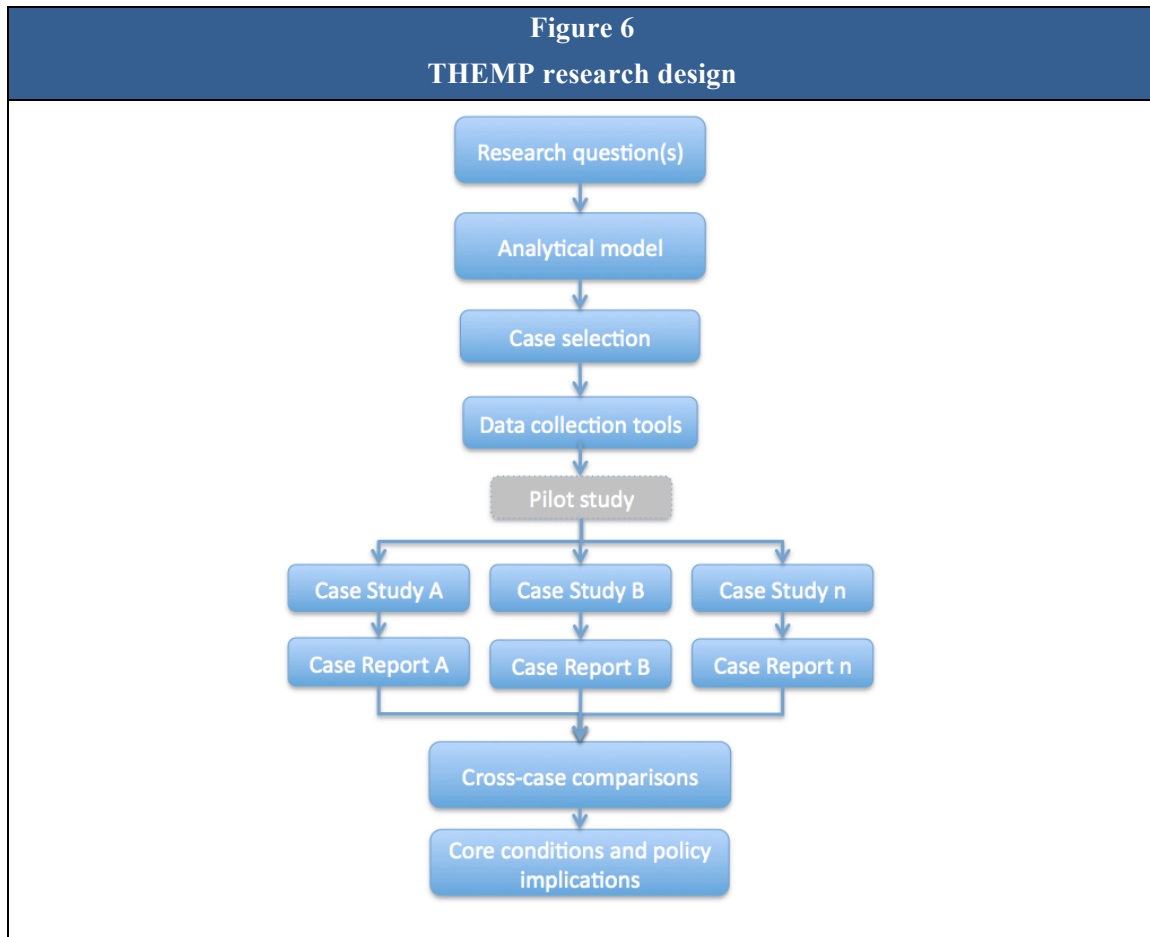 Figure 6
THEMP research design
Research question(s)
Analytical model
Case selection
Data collection tools
Pilot study
Case Study A
Case Study B
Case Study n
Case Report A
Case Report B
Case Report n
Cross-case comparisons
Core conditions and policy
implications